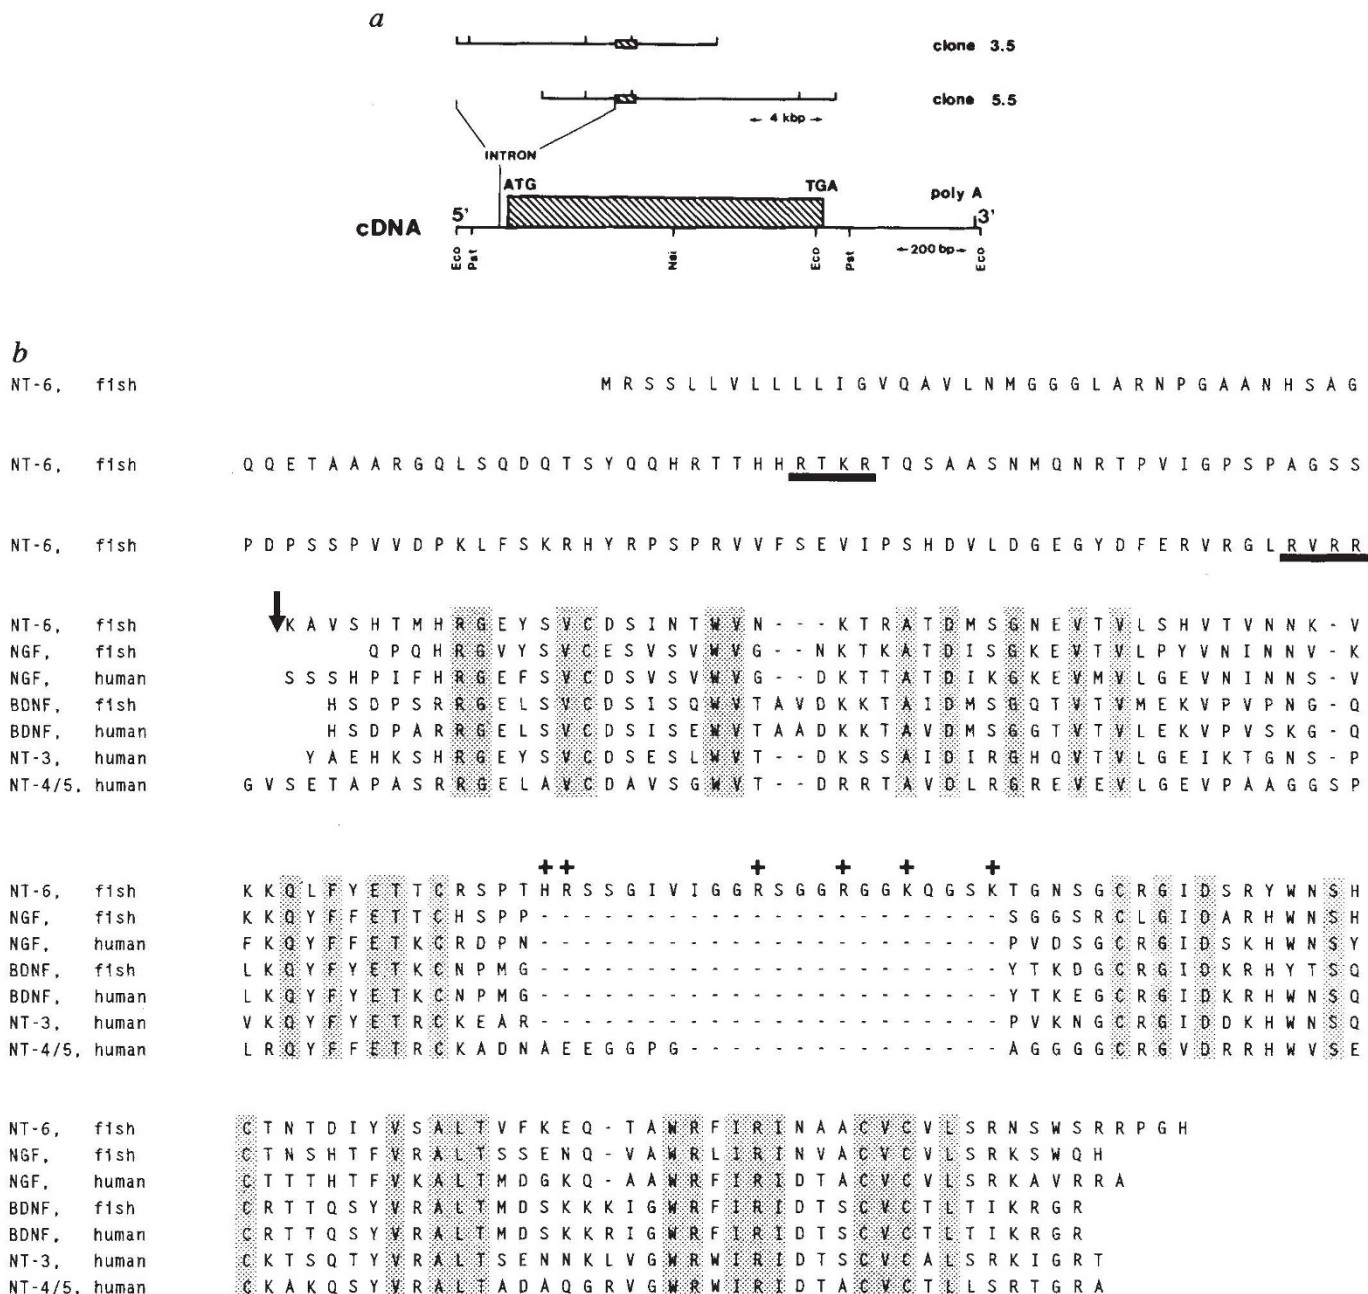 a
clone 3.5
clone 5.5
← 4 kbp →
INTRON
ATG
TGA
poly A
cDNA
5'
3'
Eco
Pst
Nsi
Eco
Pst
←200 bp→
Eco
b
NT-6, fish M R S S L L V L L L L I G V Q A V L N M G G G L A R N P G A A N H S A G
NT-6, fish Q Q E T A A A R G Q L S Q D Q T S Y Q Q H R T T H H R T K R T Q S A A S N M Q N R T P V I G P S P A G S S
NT-6, fish P D P S S P V V D P K L F S K R H Y R P S P R V V F S E V I P S H D V L D G E G Y D F E R V R G L R V R R
NT-6, fish K A V S H T M H R G E Y S V C D S I N T W V N - - - K T R A T D M S G N E V T V L S H V T V N N K - V
NGF, fish Q P Q H R G V Y S V C E S V S V W V G - - N K T K A T D I S G K E V T V L P Y V N I N N V - K
NGF, human S S S H P I F H R G E F S V C D S V S V W V G - - D K T T A T D I K G K E V M V L G E V N I N N S - V
BDNF, fish H S D P S R R G E L S V C D S I S Q W V T A V D K K T A I D M S G Q T V T V M E K V P V P N G - Q
BDNF, human H S D P A R R G E L S V C D S I S E W V T A A D K K T A V D M S G G T V T V L E K V P V S K G - Q
NT-3, human Y A E H K S H R G E Y S V C D S E S L W V T - - D K S S A I D I R G H Q V T V L G E I K T G N S - P
NT-4/5, human G V S E T A P A S R R G E L A V C D A V S G W V T - - D R R T A V D L R G R E V E V L G E V P A A G G S P
+ + + + + +
NT-6, fish K K Q L F Y E T T C R S P T H R S S G I V I G G R S G G R G G K Q G S K T G N S G C R G I D S R Y W N S H
NGF, fish K K Q Y F F E T T C H S P P - - - - - - - - - - - - - - - - - - - - - - S G G S R C L G I D A R H W N S H
NGF, human F K Q Y F F E T K C R D P N - - - - - - - - - - - - - - - - - - - - - - P V D S G C R G I D S K H W N S Y
BDNF, fish L K Q Y F Y E T K C N P M G - - - - - - - - - - - - - - - - - - - - - - Y T K D G C R G I D K R H Y T S Q
BDNF, human L K Q Y F Y E T K C N P M G - - - - - - - - - - - - - - - - - - - - - - Y T K E G C R G I D K R H W N S Q
NT-3, human V K Q Y F Y E T R C K E A R - - - - - - - - - - - - - - - - - - - - - - P V K N G C R G I D D K H W N S Q
NT-4/5, human L R Q Y F F E T R C K A D N A E E G G P G - - - - - - - - - - - - - - - A G G G G C R G V D R R H W V S E
NT-6, fish C T N T D I Y V S A L T V F K E Q - T A W R F I R I N A A C V C V L S R N S W S R R P G H
NGF, fish C T N S H T F V R A L T S S E N Q - V A W R L I R I N V A C V C V L S R K S W Q H
NGF, human C T T T H T F V K A L T M D G K Q - A A W R F I R I D T A C V C V L S R K A V R R A
BDNF, fish C R T T Q S Y V R A L T M D S K K K I G W R F I R I D T S C V C T L T I K R G R
BDNF, human C R T T Q S Y V R A L T M D S K K R I G W R F I R I D T S C V C T L T I K R G R
NT-3, human C K T S Q T Y V R A L T S E N N K L V G W R W I R I D T S C V C A L S R K I G R T
NT-4/5, human C K A K Q S Y V R A L T A D A Q G R V G W R W I R I D T A C V C T L L S R T G R A